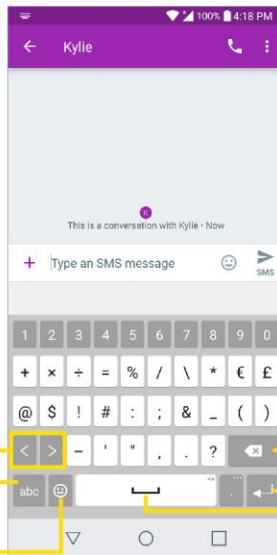 100% 4:18 PM
Kylie
K
This is a conversation with Kylie • Now
+ Type an SMS message
SMS
1 2 3 4 5 6 7 8 9 0
+ × ÷ = % / \ * € £
@ $ ! # : ; & _ ( )
< > - ' " , . ?
abc .